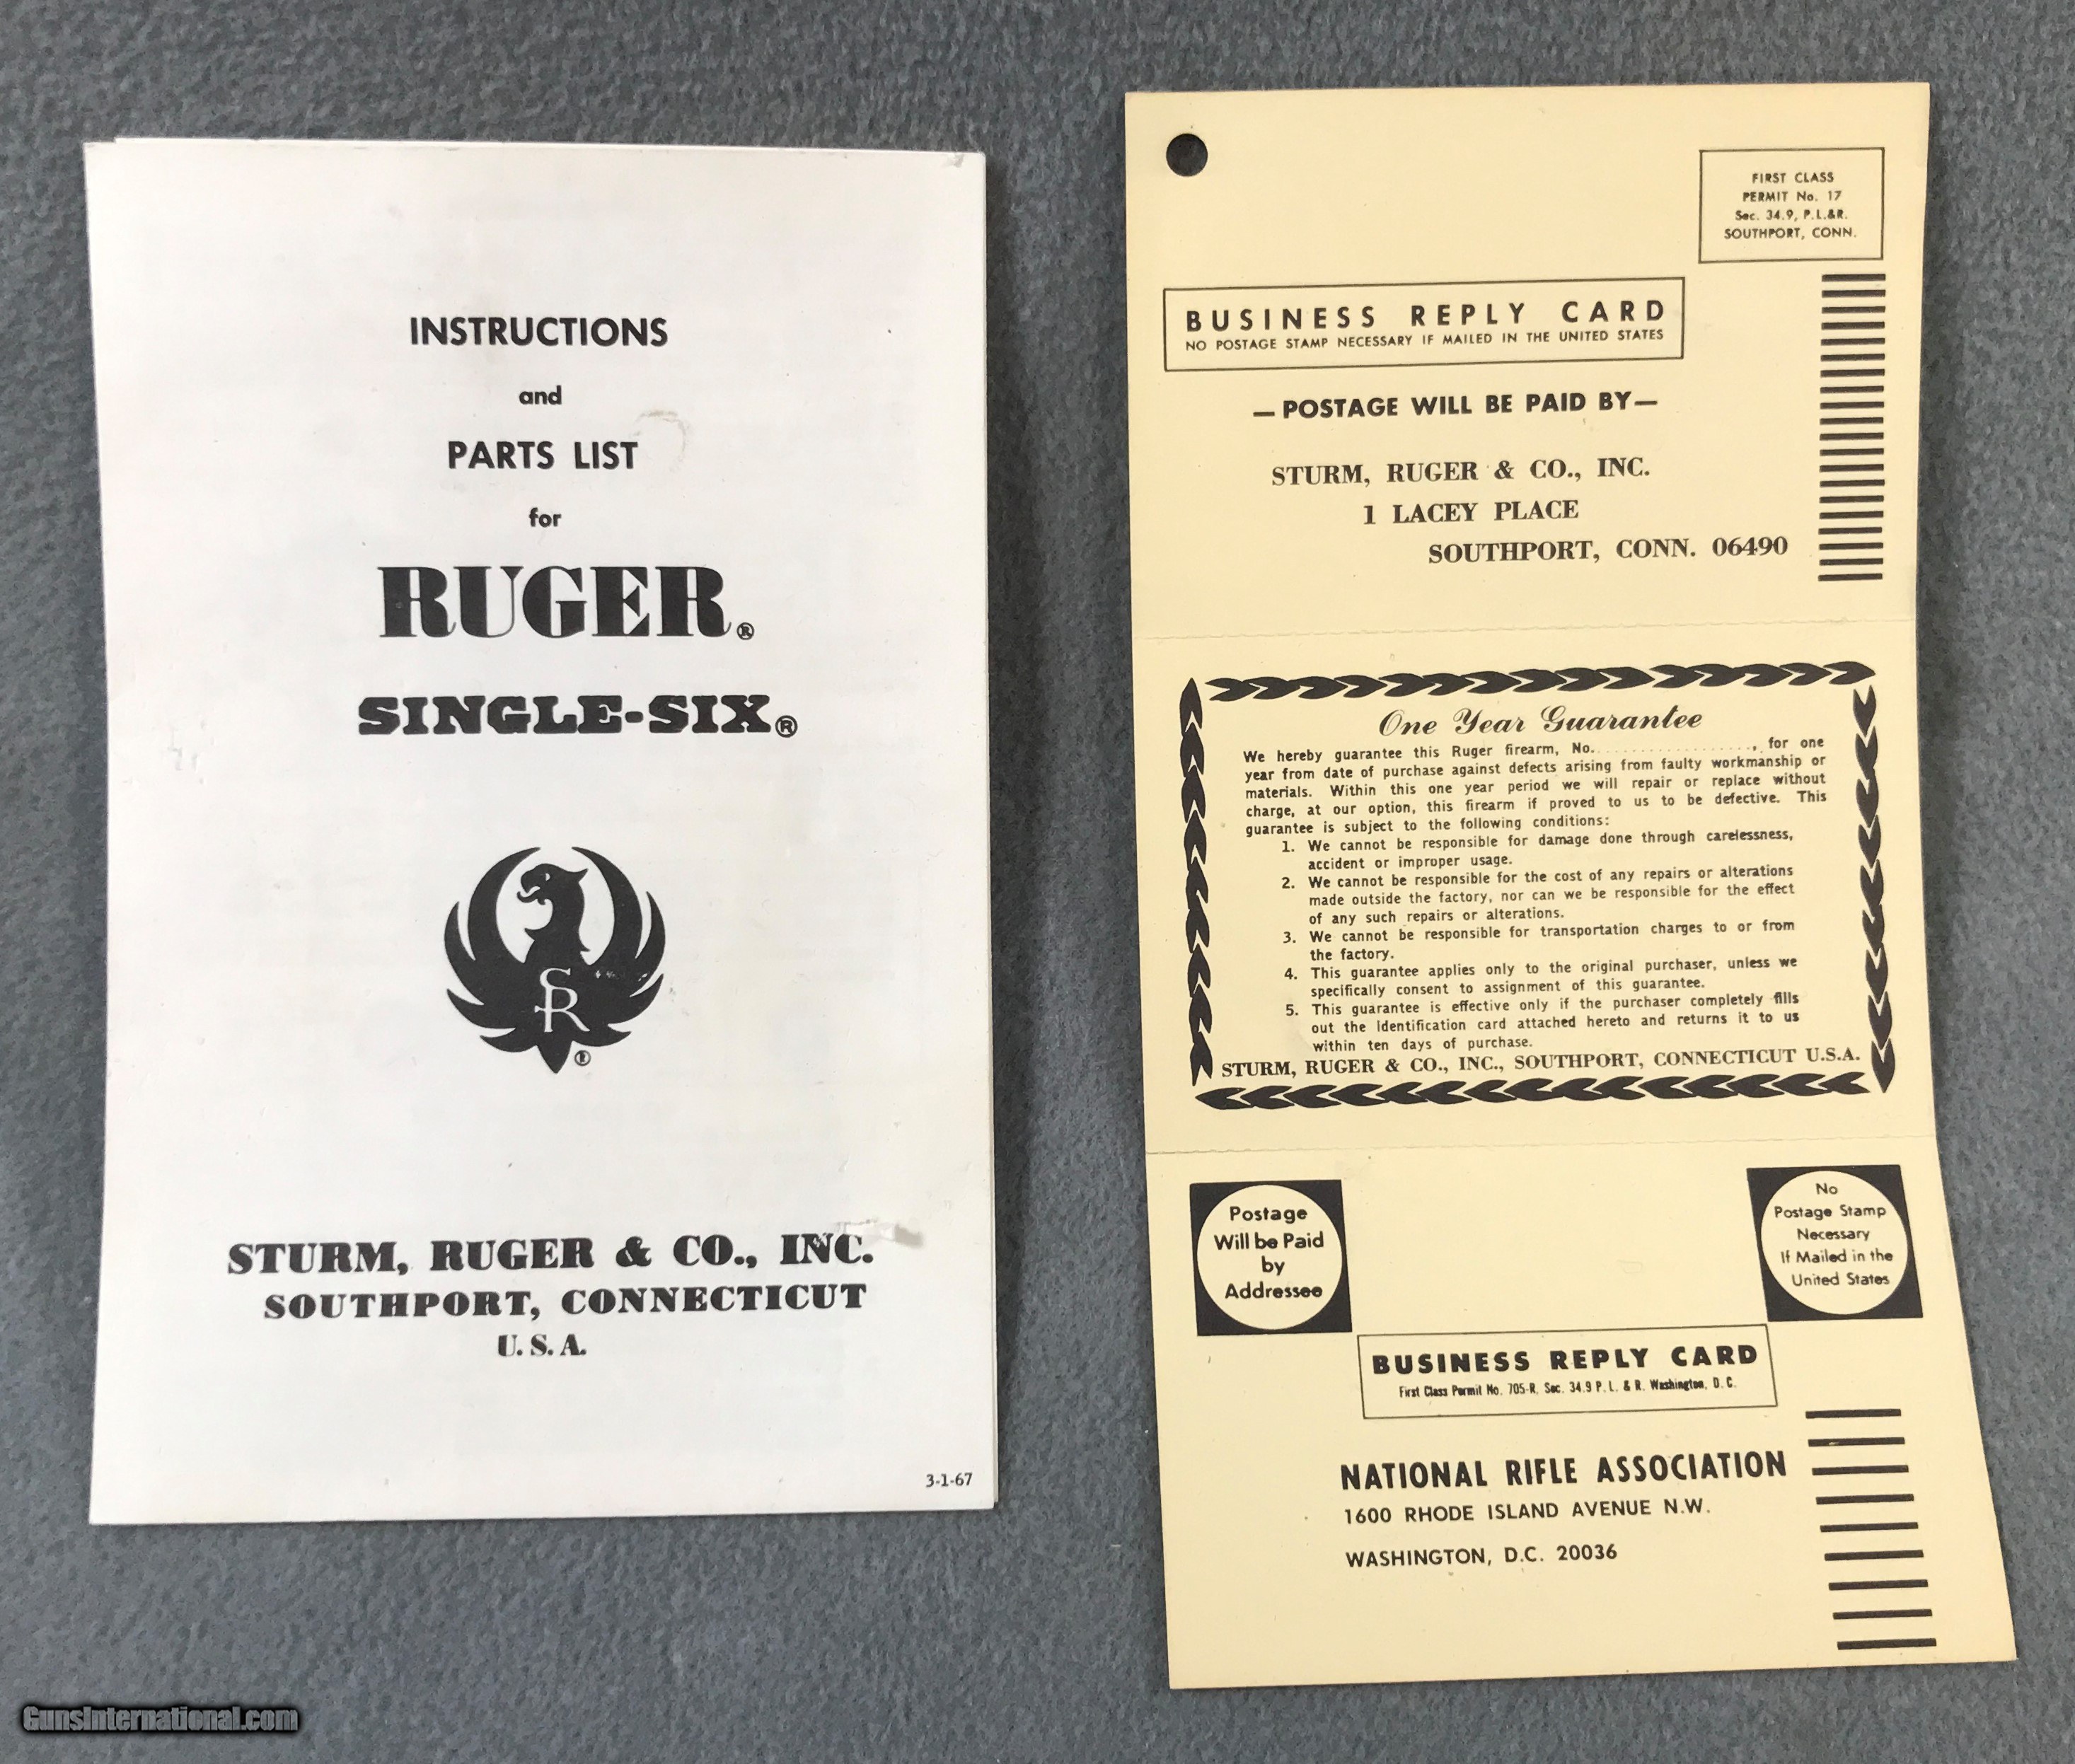 INSTRUCTIONS
and
PARTS LIST
for
RUGER®
SINGLE-SIX®
SR
®
STURM, RUGER & CO., INC.
SOUTHPORT, CONNECTICUT
U. S. A.
3-1-67
FIRST CLASS
PERMIT No. 17
Sec. 34.9, P.L.&R.
SOUTHPORT, CONN.
BUSINESS REPLY CARD
NO POSTAGE STAMP NECESSARY IF MAILED IN THE UNITED STATES
—POSTAGE WILL BE PAID BY—
STURM, RUGER & CO., INC.
1 LACEY PLACE
SOUTHPORT, CONN. 06490
One Year Guarantee
We hereby guarantee this Ruger firearm, No. ...................., for one
year from date of purchase against defects arising from faulty workmanship or
materials. Within this one year period we will repair or replace without
charge, at our option, this firearm if proved to us to be defective. This
guarantee is subject to the following conditions:
1. We cannot be responsible for damage done through carelessness,
accident or improper usage.
2. We cannot be responsible for the cost of any repairs or alterations
made outside the factory, nor can we be responsible for the effect
of any such repairs or alterations.
3. We cannot be responsible for transportation charges to or from
the factory.
4. This guarantee applies only to the original purchaser, unless we
specifically consent to assignment of this guarantee.
5. This guarantee is effective only if the purchaser completely fills
out the identification card attached hereto and returns it to us
within ten days of purchase.
STURM, RUGER & CO., INC., SOUTHPORT, CONNECTICUT U.S.A.
Postage
Will be Paid
by
Addressee
No
Postage Stamp
Necessary
If Mailed in the
United States
BUSINESS REPLY CARD
First Class Permit No. 705-R, Sec. 34.9 P. L. & R. Washington, D. C.
NATIONAL RIFLE ASSOCIATION
1600 RHODE ISLAND AVENUE N.W.
WASHINGTON, D.C. 20036
GunsInternational.com